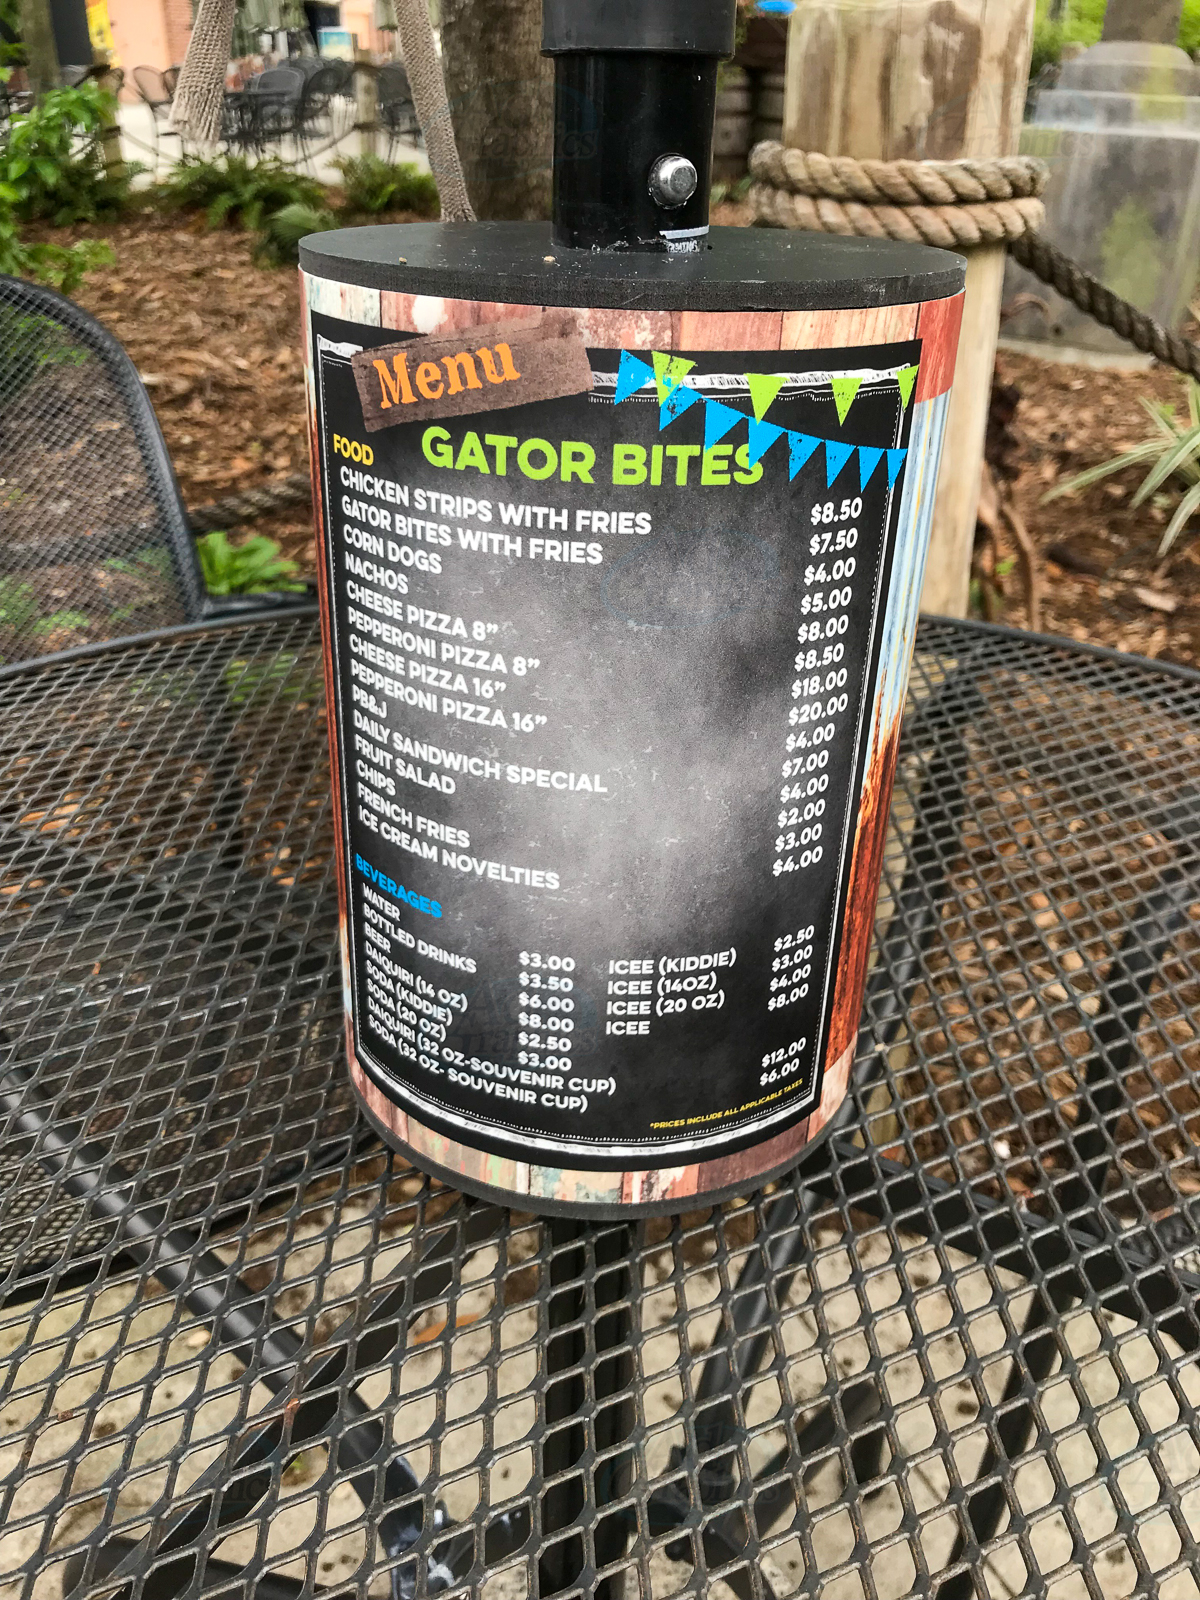 Menu
GATOR BITES
FOOD
CHICKEN STRIPS WITH FRIES $8.50
GATOR BITES WITH FRIES $7.50
CORN DOGS $4.00
NACHOS $5.00
CHEESE PIZZA 8” $8.00
PEPPERONI PIZZA 8” $8.50
CHEESE PIZZA 16” $18.00
PEPPERONI PIZZA 16” $20.00
PB&J $4.00
DAILY SANDWICH SPECIAL $7.00
FRUIT SALAD $4.00
CHIPS $2.00
FRENCH FRIES $3.00
ICE CREAM NOVELTIES $4.00
BEVERAGES
WATER $3.00 ICEE (KIDDIE) $2.50
BOTTLED DRINKS $3.50 ICEE (14OZ) $3.00
BEER $6.00 ICEE (20 OZ) $4.00
DAIQUIRI (14 OZ) $8.00 ICEE $8.00
SODA (KIDDIE) $2.50
SODA (20 OZ) $3.00
DAIQUIRI (32 OZ-SOUVENIR CUP) $12.00
SODA (32 OZ- SOUVENIR CUP) $6.00
*PRICES INCLUDE ALL APPLICABLE TAXES